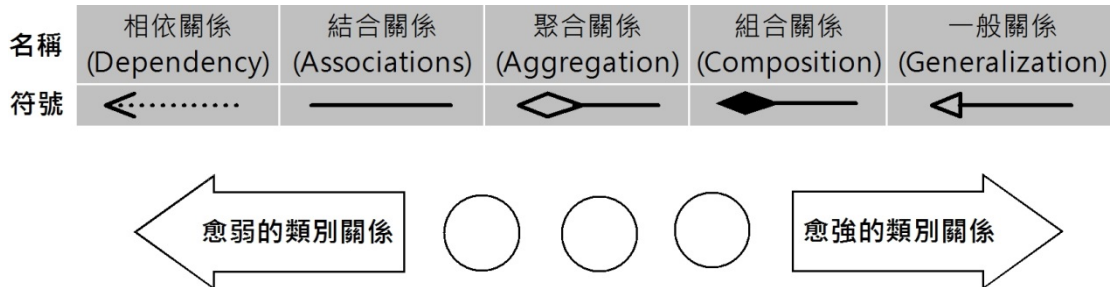 名稱 相依關係 結合關係 聚合關係 組合關係 一般關係
(Dependency) (Associations) (Aggregation) (Composition) (Generalization)
符號
愈弱的類別關係 愈強的類別關係